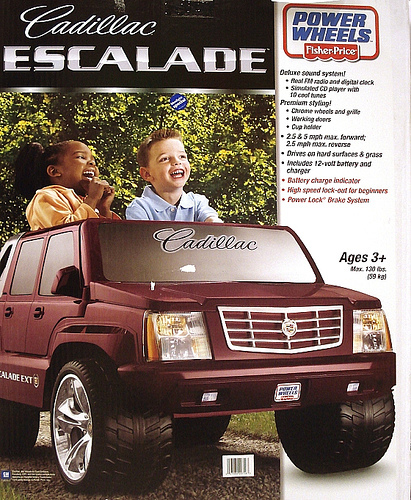 Cadillac
ESCALADE
POWER
WHEELS
Fisher-Price
Deluxe sound system!
• Real FM radio and digital clock
• Simulated CD player with
10 cool tunes
Premium styling!
• Chrome wheels and grille
• Working doors
• Cup holder
• 2.5 & 5 mph max. forward;
2.5 mph max. reverse
• Drives on hard surfaces & grass
• Includes 12-volt battery and
charger
• Battery charge indicator
• High speed lock-out for beginners
• Power Lock® Brake System
Cadillac
Ages 3+
Max. 130 lbs.
(59 kg)
ALADE EXT
POWER
WHEELS
GM